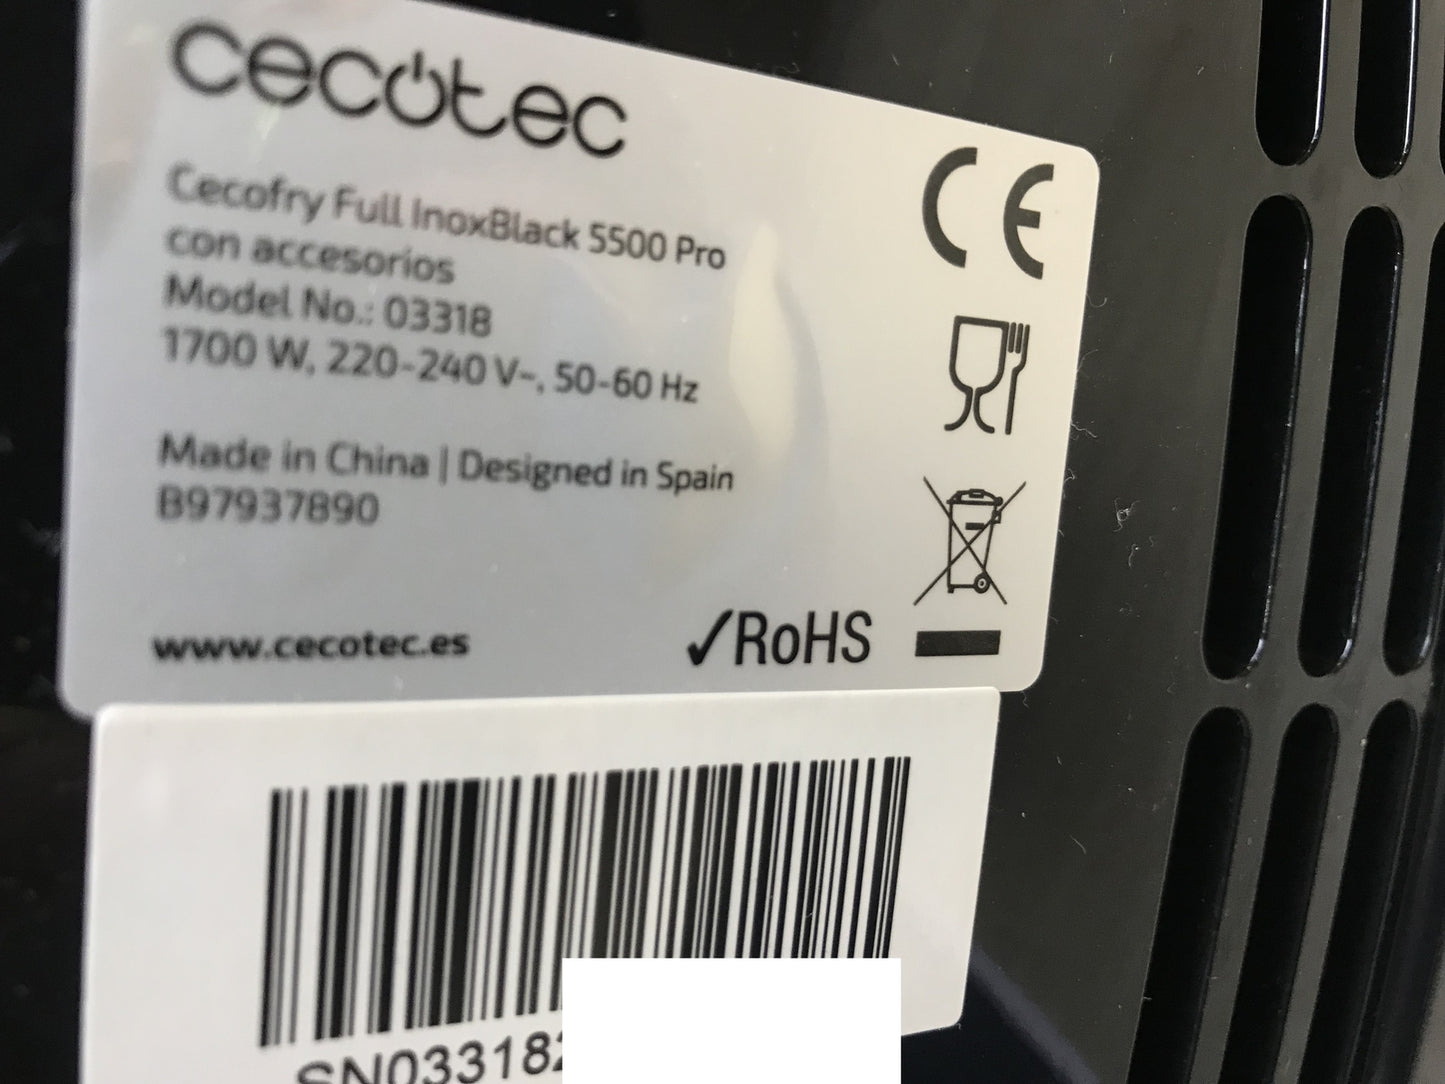 cecotec
Cecofry Full InoxBlack 5500 Pro
con accesorios
Model No.: 03318
1700 W, 220-240 V~, 50-60 Hz
Made in China | Designed in Spain
B97937890
www.cecotec.es
✓RoHS
CE
SN03318